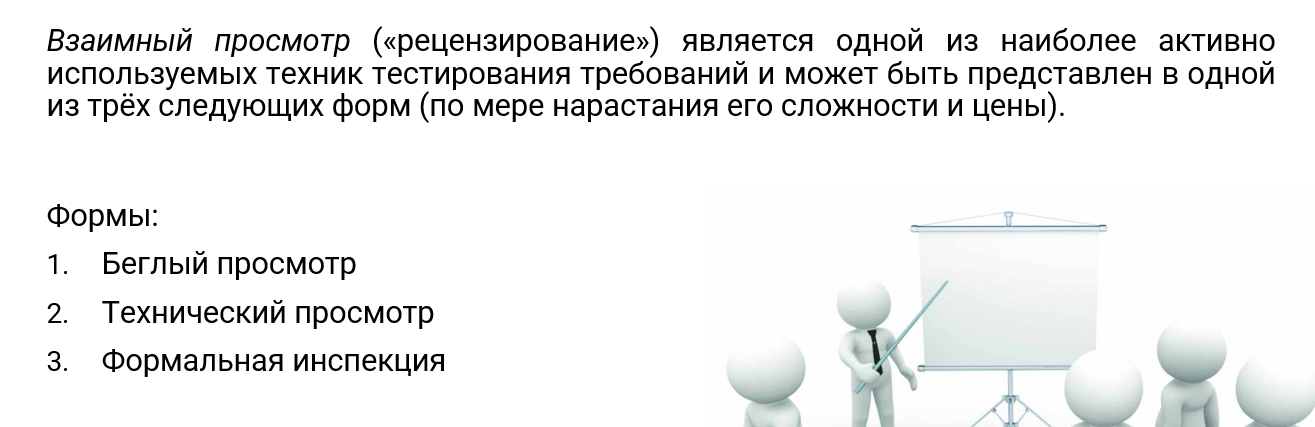 Взаимный просмотр («рецензирование») является одной из наиболее активно
используемых техник тестирования требований и может быть представлен в одной
из трёх следующих форм (по мере нарастания его сложности и цены).
Формы:
1. Беглый просмотр
2. Технический просмотр
3. Формальная инспекция